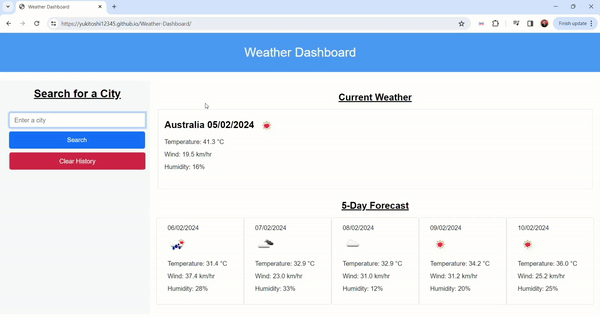 Weather Dashboard
https://yukitoshi12345.github.io/Weather-Dashboard/
Finish update
Weather Dashboard
Search for a City
Enter a city
Search
Clear History
Current Weather
Australia 05/02/2024
Temperature: 41.3 °C
Wind: 19.5 km/hr
Humidity: 16%
5-Day Forecast
06/02/2024
Temperature: 31.4 °C
Wind: 37.4 km/hr
Humidity: 28%
07/02/2024
Temperature: 32.9 °C
Wind: 23.0 km/hr
Humidity: 33%
08/02/2024
Temperature: 32.9 °C
Wind: 31.0 km/hr
Humidity: 12%
09/02/2024
Temperature: 34.2 °C
Wind: 31.2 km/hr
Humidity: 20%
10/02/2024
Temperature: 36.0 °C
Wind: 25.2 km/hr
Humidity: 25%